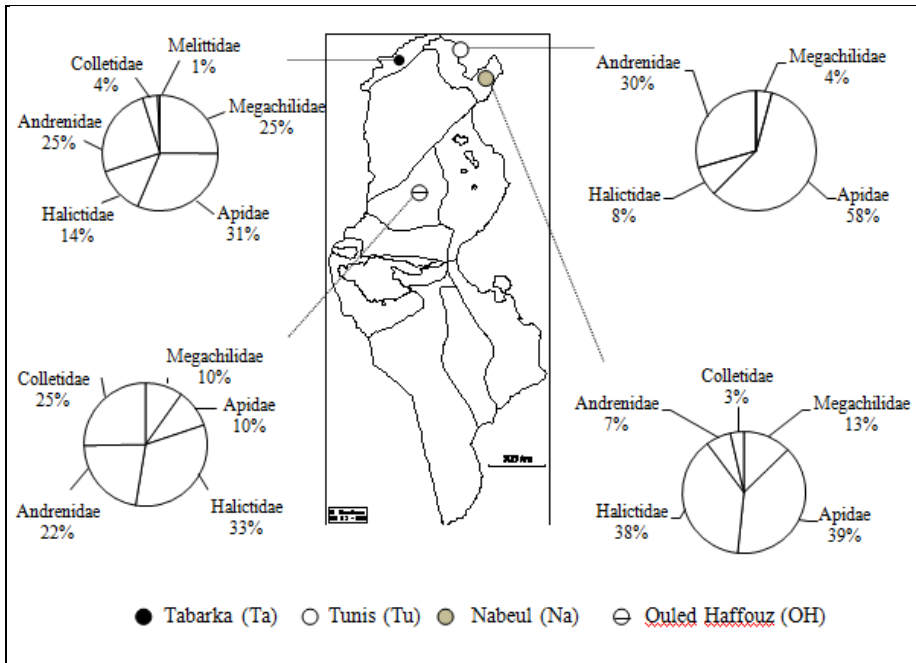 Melittidae
1%
Colletidae
4%
Megachilidae
25%
Andrenidae
25%
Halictidae
14%
Apidae
31%
Andrenidae
30%
Megachilidae
4%
Halictidae
8%
Apidae
58%
Megachilidae
10%
Colletidae
25%
Apidae
10%
Andrenidae
22%
Halictidae
33%
Colletidae
3%
Andrenidae
7%
Megachilidae
13%
Halictidae
38%
Apidae
39%
Tabarka (Ta) Tunis (Tu) Nabeul (Na) Ouled Haffouz (OH)